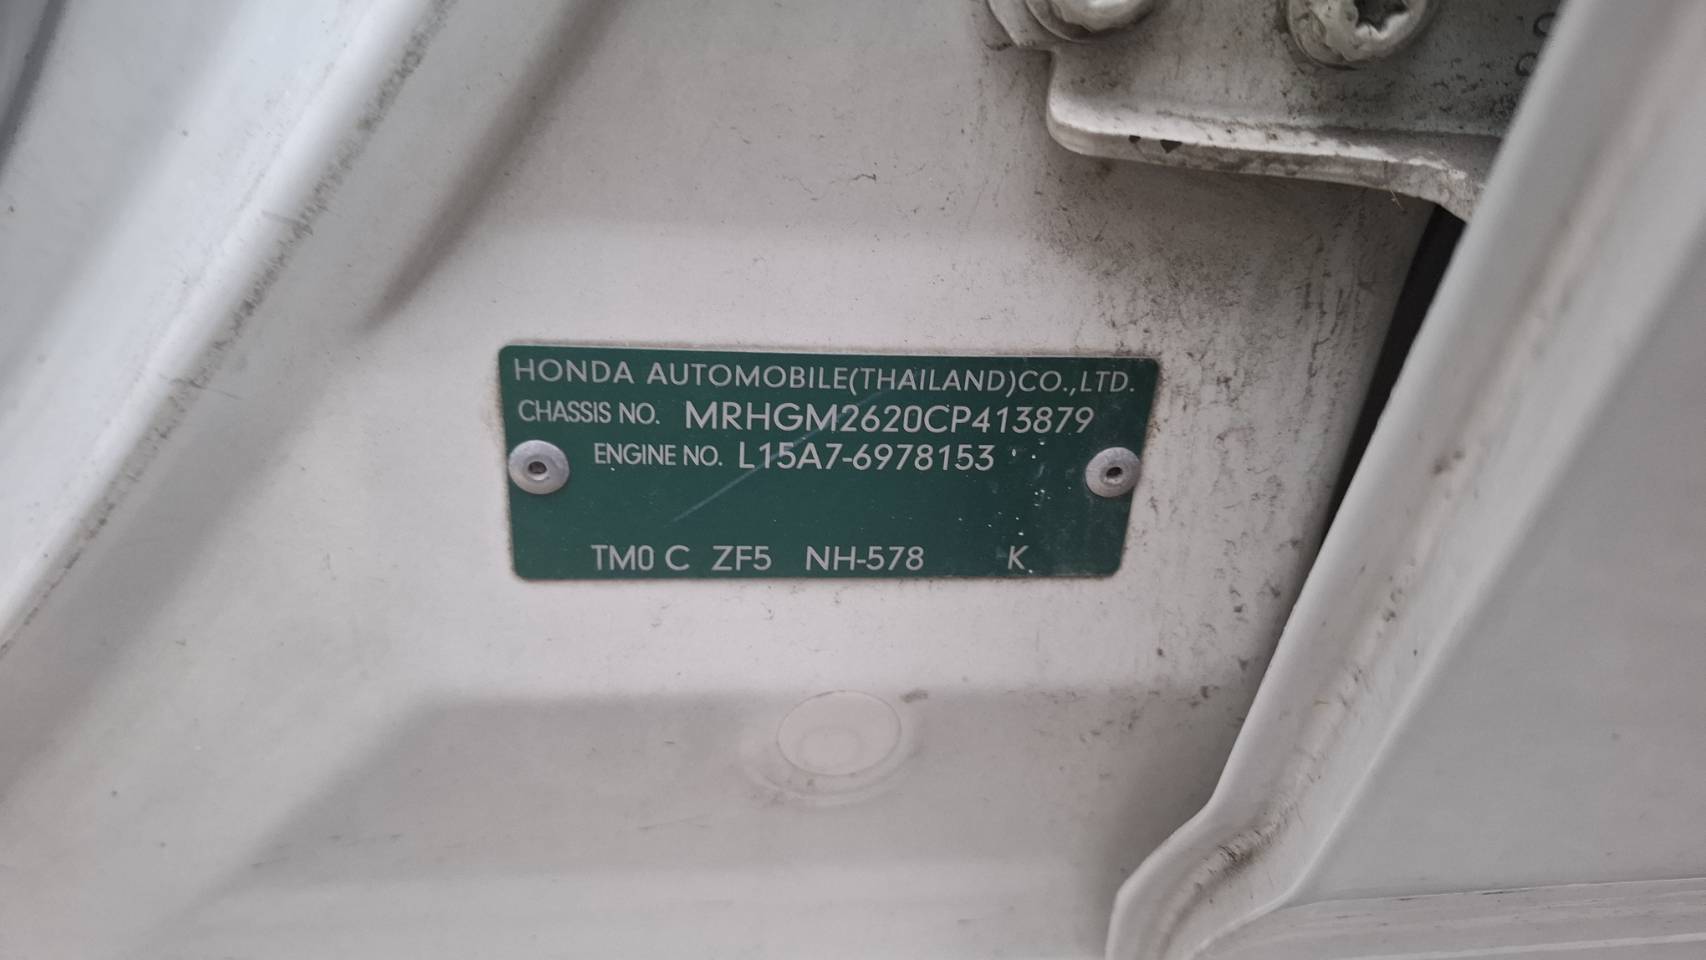 HONDA AUTOMOBILE(THAILAND)CO.,LTD.
CHASSIS NO. MRHGM2620CP413879
ENGINE NO. L15A7-6978153
TM0 C ZF5 NH-578 K